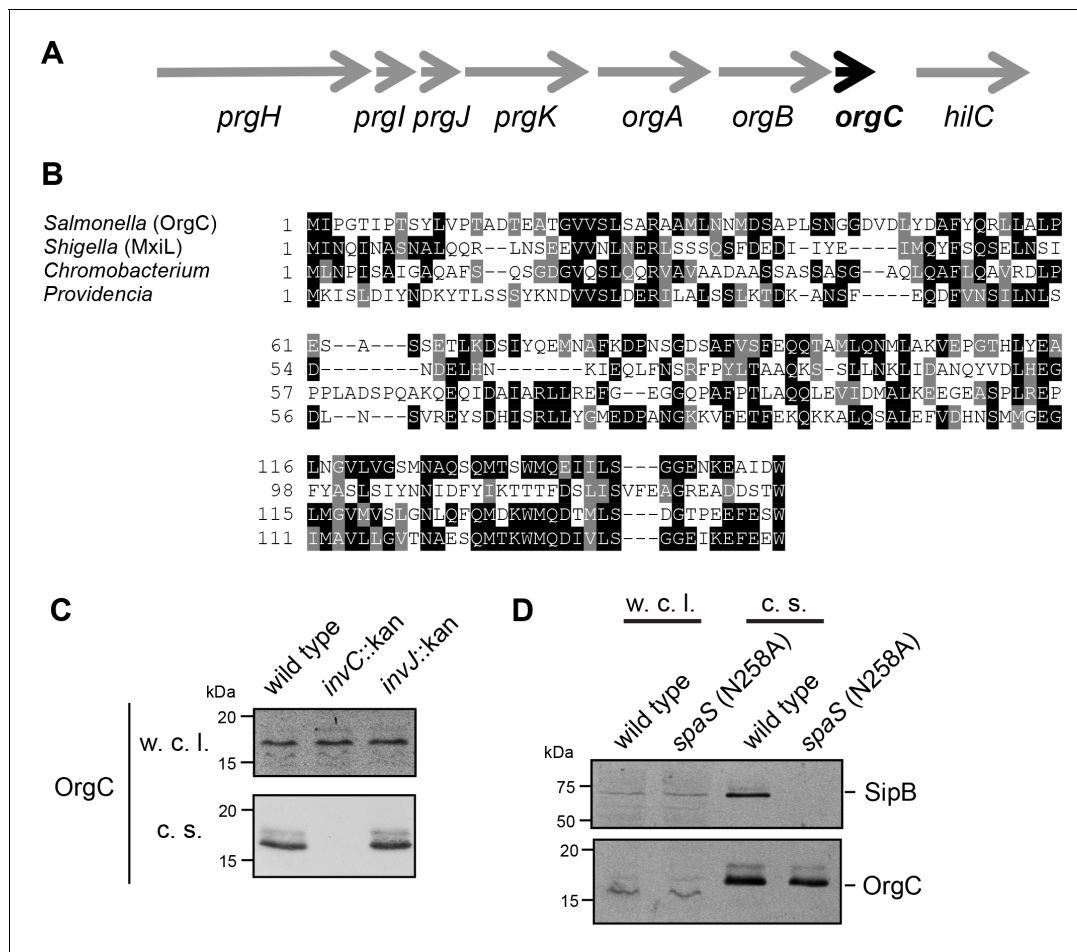 A
prgH prgI prgJ prgK orgA orgB orgC hilC
B
Salmonella (OrgC) 1 MIPGTIPTSYLVPTADTEATGVVSLSARAAMLNNMDSAPLSNGGDVDLYDAFYQRLLALP
Shigella (MxiL) 1 MINQINASNALQQR--LNSEEVVNLNERLSSSQSFDEDI-IYE----IMQYFSQSELNSI
Chromobacterium 1 MLNPISAIGAQAFS--QSGDGVQSLQQRVAVAADAASSASSASG--AQLQAFLQAVRDLP
Providencia 1 MKISLDIYNDKYTLSSSYKNDVVSLDERILALSSLKTDK-ANSF----EQDFVNSILNLS
61 ES--A---SSETLKDSIYQEMNAFKDPNSGDSAFVSFEQQTAMLQNMLAKVEPGTHLYEA
54 D--------NDELHN-------KIEQLFNSRFPYLTAAQKS-SLLNKLIDANQYVDLHEG
57 PPLADSPQAKQEQIDAIARLLREFG--EGGQPAFPTLAQQLEVIDMALKEEGEASPLREP
56 DL--N---SVREYSDHISRLLYGMEDPANGKKVFETFEKQKKALQSALEFVDHNSMMGEG
116 LNGVLVGSMNAQSQMTSWMQEIILS---GGENKEAIDW
98 FYASLSIYNNIDFYIKTTTFDSLISVFEAGREADDSTW
115 LMGVMVSLGNLQFQMDKWMQDTMLS---DGTPEEFESW
111 IMAVLLGVTNAESQMTKWMQDIVLS---GGEIKEFEEW
C
wild type invC::kan invJ::kan
kDa
OrgC
w. c. l.
20
15
c. s.
20
15
D
w. c. l. c. s.
wild type spaS (N258A) wild type spaS (N258A)
kDa
75
50
SipB
20
15
OrgC